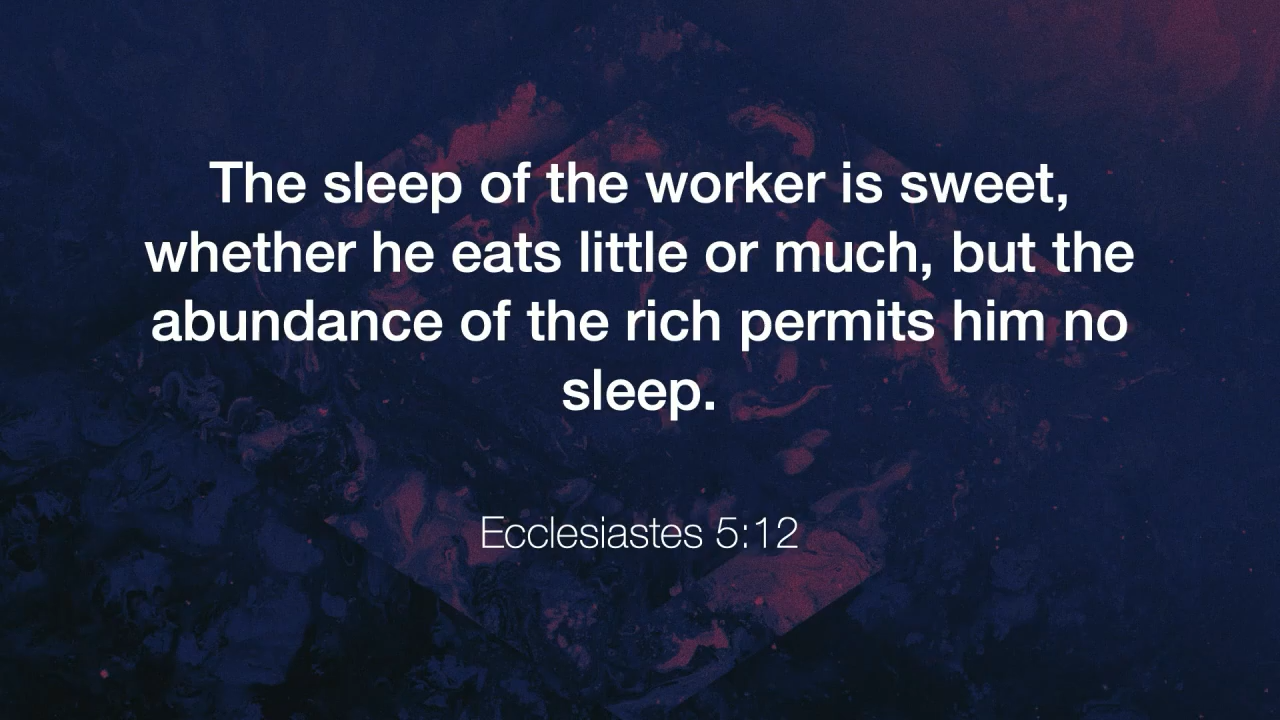 The sleep of the worker is sweet,
whether he eats little or much, but the
abundance of the rich permits him no
sleep.
Ecclesiastes 5:12